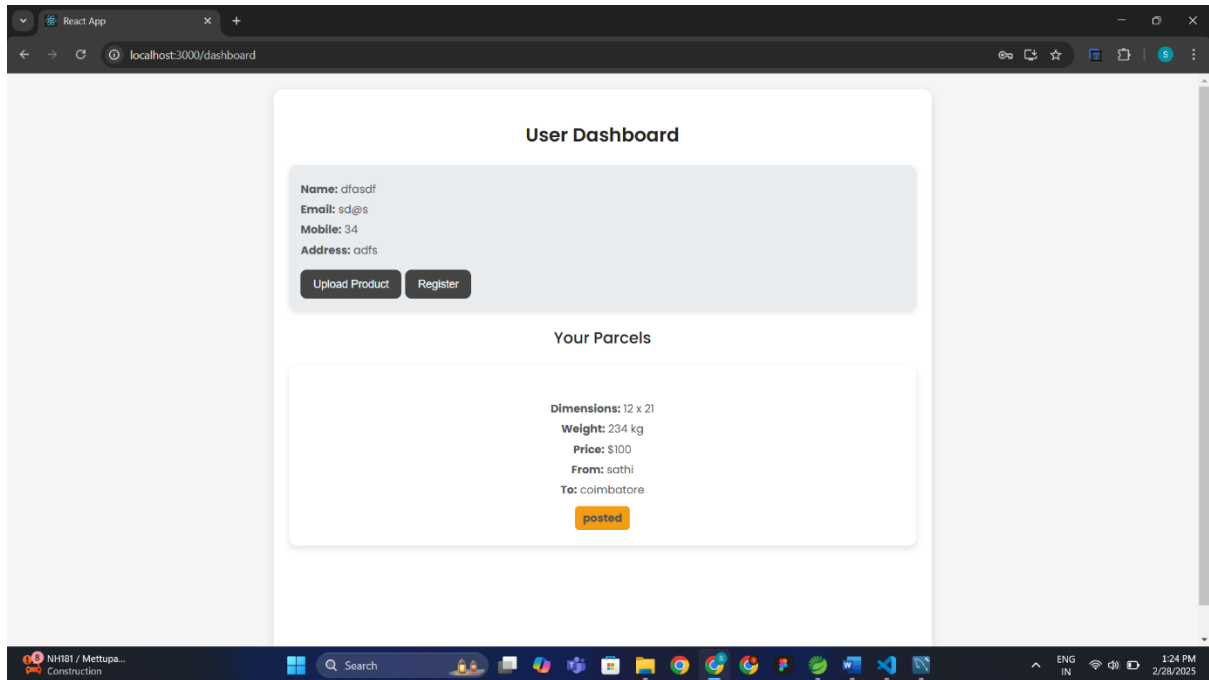 React App
localhost:3000/dashboard
S
User Dashboard
Name: dfasdf
Email: sd@s
Mobile: 34
Address: adfs
Upload Product Register
Your Parcels
Dimensions: 12 x 21
Weight: 234 kg
Price: $100
From: sathi
To: coimbatore
posted
8
NH181 / Mettupa...
Construction
Search
ENG
IN
1:24 PM
2/28/2025